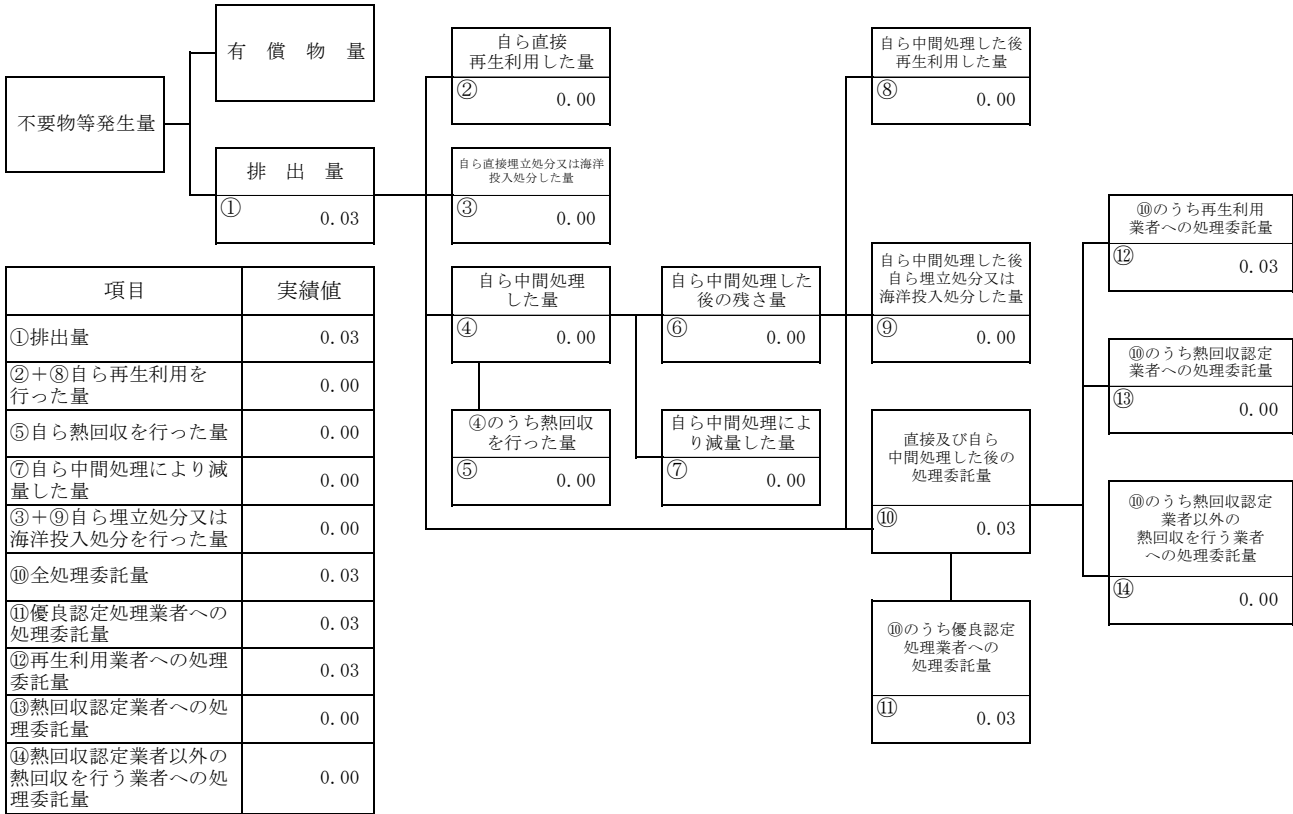 有償物量
不要物等発生量
排出量
①
0.03
自ら直接
再生利用した量
②
0.00
自ら直接埋立処分又は海洋
投入処分した量
③
0.00
自ら中間処理
した量
④
0.00
④のうち熱回収
を行った量
⑤
0.00
自ら中間処理した
後の残さ量
⑥
0.00
自ら中間処理によ
り減量した量
⑦
0.00
自ら中間処理した後
再生利用した量
⑧
0.00
自ら中間処理した後
自ら埋立処分又は
海洋投入処分した量
⑨
0.00
直接及び自ら
中間処理した後の
処理委託量
⑩
0.03
⑩のうち優良認定
処理業者への
処理委託量
⑪
0.03
⑩のうち再生利用
業者への処理委託量
⑫
0.03
⑩のうち熱回収認定
業者への処理委託量
⑬
0.00
⑩のうち熱回収認定
業者以外の
熱回収を行う業者
への処理委託量
⑭
0.00
項目 実績値
①排出量 0.03
②＋⑧自ら再生利用を
行った量 0.00
⑤自ら熱回収を行った量 0.00
⑦自ら中間処理により減
量した量 0.00
③＋⑨自ら埋立処分又は
海洋投入処分を行った量 0.00
⑩全処理委託量 0.03
⑪優良認定処理業者への
処理委託量 0.03
⑫再生利用業者への処理
委託量 0.03
⑬熱回収認定業者への処
理委託量 0.00
⑭熱回収認定業者以外の
熱回収を行う業者への処
理委託量 0.00